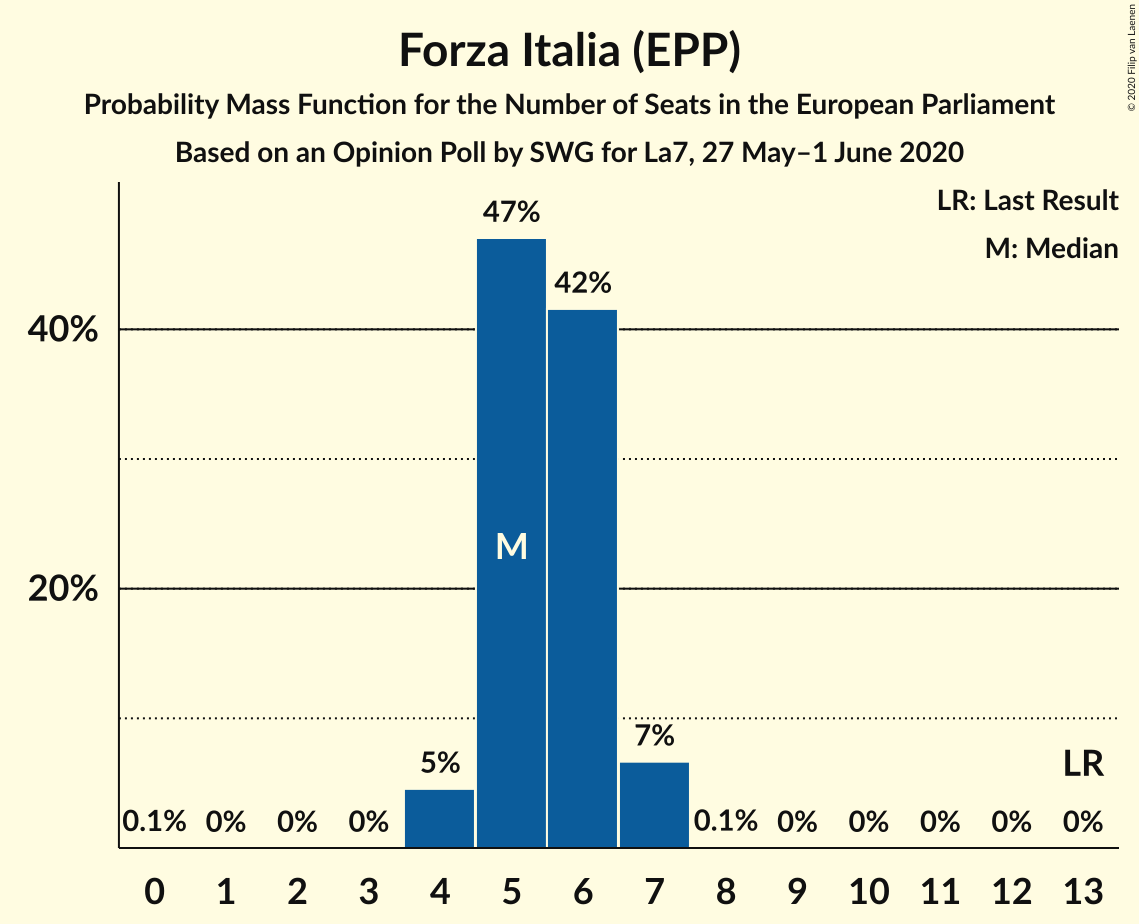 Forza Italia (EPP)
Probability Mass Function for the Number of Seats in the European Parliament
Based on an Opinion Poll by SWG for La7, 27 May–1 June 2020
© 2020 Filip van Laenen
LR: Last Result
M: Median
47%
42%
40%
M
20%
7%
5%
LR
0.1% 0% 0% 0% 0.1% 0% 0% 0% 0% 0%
0 1 2 3 4 5 6 7 8 9 10 11 12 13